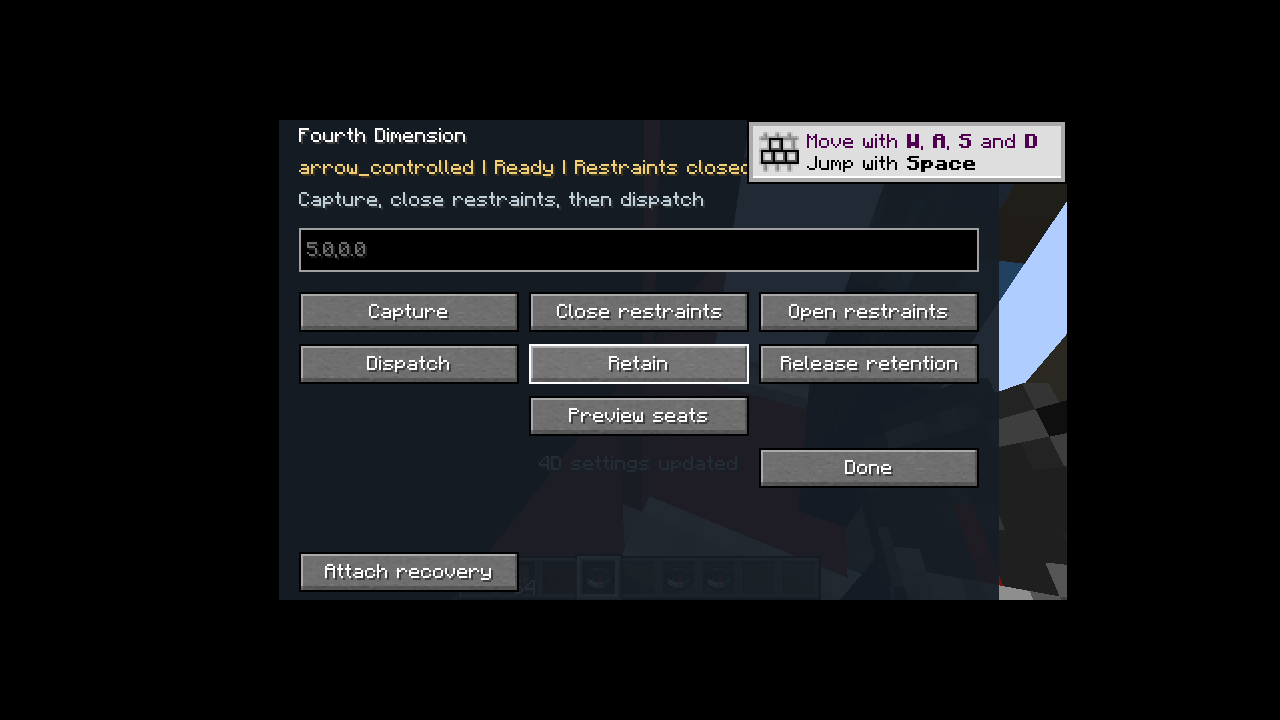 Fourth Dimension
Move with W, A, S and D
Jump with Space
arrow_controlled | Ready | Restraints closed
Capture, close restraints, then dispatch
5.0,0.0
Capture
Close restraints
Open restraints
Dispatch
Retain
Release retention
Preview seats
4D settings updated
Done
Attach recovery
64